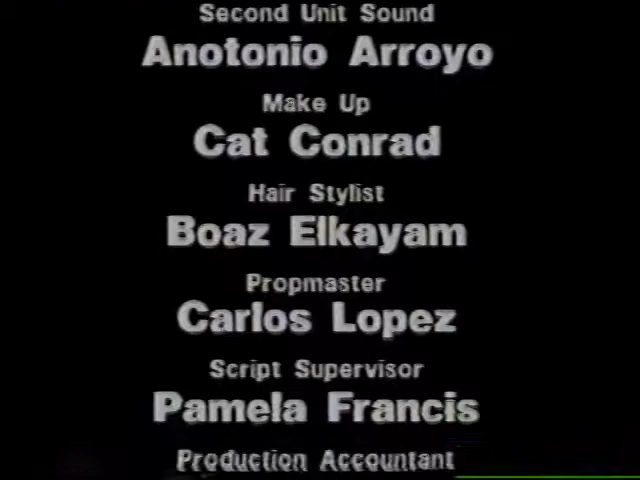 Second Unit Sound
Anotonio Arroyo
Make Up
Cat Conrad
Hair Stylist
Boaz Elkayam
Propmaster
Carlos Lopez
Script Supervisor
Pamela Francis
Production Accountant